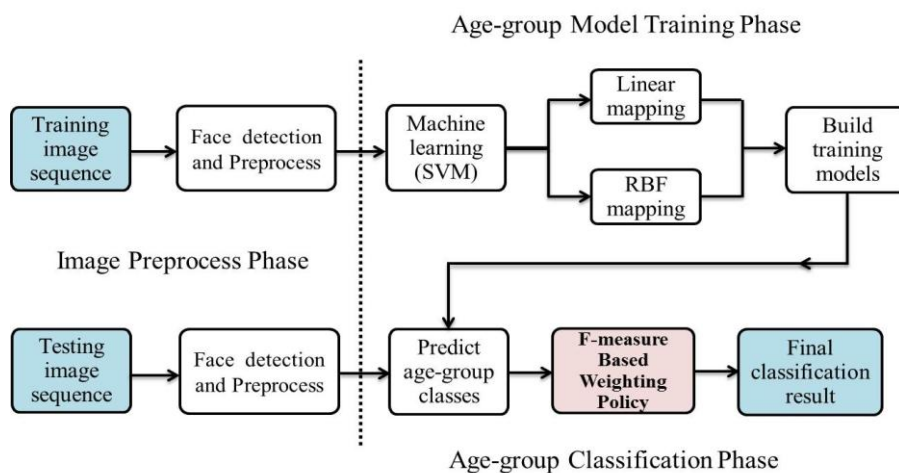 Age-group Model Training Phase
Training
image
sequence
Face detection
and Preprocess
Machine
learning
(SVM)
Linear
mapping
RBF
mapping
Build
training
models
Image Preprocess Phase
Testing
image
sequence
Face detection
and Preprocess
Predict
age-group
classes
F-measure
Based
Weighting
Policy
Final
classification
result
Age-group Classification Phase